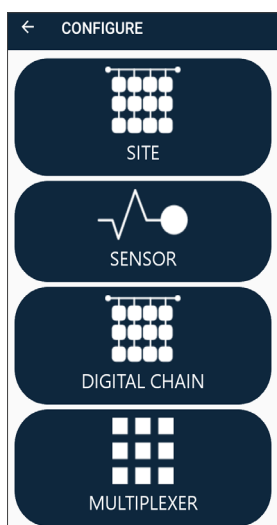 CONFIGURE
SITE
SENSOR
DIGITAL CHAIN
MULTIPLEXER